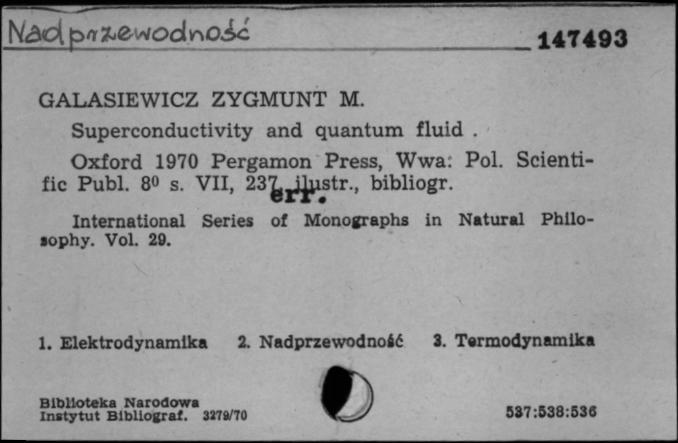 Nadprzewodność
147493
GALASIEWICZ ZYGMUNT M.
Superconductivity and quantum fluid .
Oxford 1970 Pergamon Press, Wwa: Pol. Scienti-
fic Publ. 8⁰ s. VII, 237, ilustr., bibliogr.
err.
International Series of Monographs in Natural Philo-
sophy. Vol. 29.
1. Elektrodynamika 2. Nadprzewodność 3. Termodynamika
Biblioteka Narodowa
Instytut Bibliograf. 3279/70
537:538:536